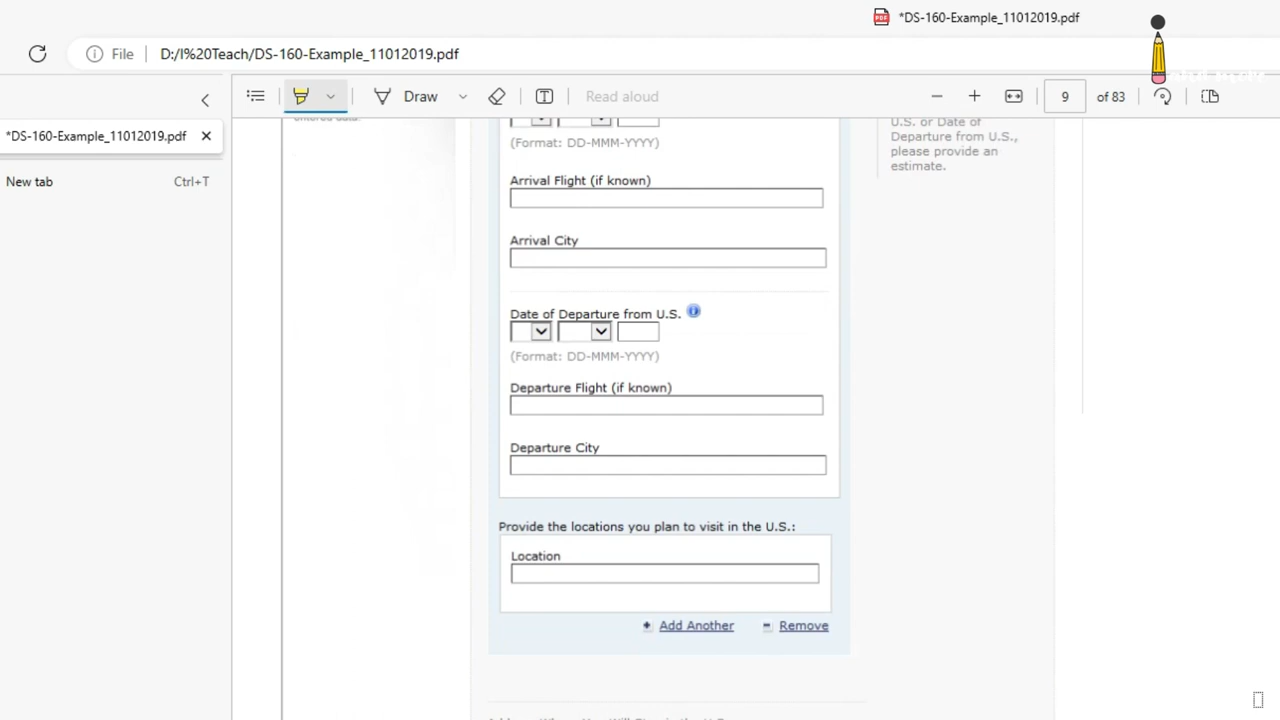 *DS-160-Example_11012019.pdf
File D:/I%20Teach/DS-160-Example_11012019.pdf
Draw
Read aloud
9 of 83
*DS-160-Example_11012019.pdf
New tab Ctrl+T
entered data.
U.S. or Date of
Departure from U.S.,
please provide an
estimate.
(Format: DD-MMM-YYYY)
Arrival Flight (if known)
Arrival City
Date of Departure from U.S.
(Format: DD-MMM-YYYY)
Departure Flight (if known)
Departure City
Provide the locations you plan to visit in the U.S.:
Location
Add Another Remove